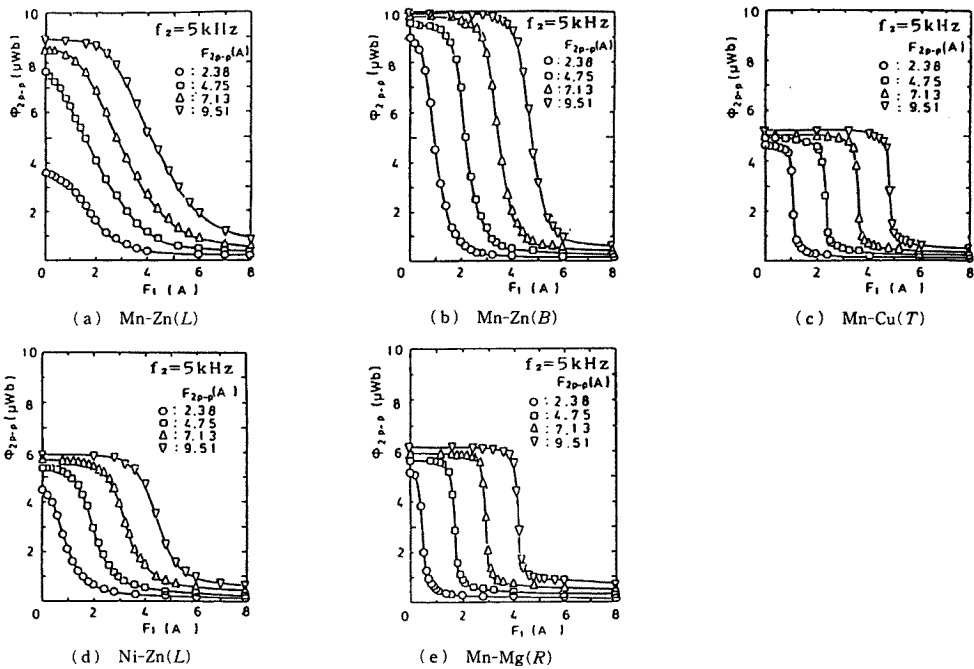 10
f₂=5kHz
F₂p-p(A)
○ : 2.38
□ : 4.75
△ : 7.13
▽ : 9.51
Φ₂p-p (μWb)
8
6
4
2
0 2 4 6 8
F₁ (A)
(a) Mn-Zn(L)
10
f₂=5kHz
F₂p-p(A)
○ : 2.38
□ : 4.75
△ : 7.13
▽ : 9.51
Φ₂p-p (μWb)
8
6
4
2
0 2 4 6 8
F₁ (A)
(b) Mn-Zn(B)
10
f₂=5kHz
F₂p-p(A)
○ : 2.38
□ : 4.75
△ : 7.13
▽ : 9.51
Φ₂p-p (μWb)
8
6
4
2
0 2 4 6 8
F₁ (A)
(c) Mn-Cu(T)
10
f₂=5kHz
F₂p-p(A)
○ : 2.38
□ : 4.75
△ : 7.13
▽ : 9.51
Φ₂p-p (μWb)
8
6
4
2
0 2 4 6 8
F₁ (A)
(d) Ni-Zn(L)
10
f₂=5kHz
F₂p-p(A)
○ : 2.38
□ : 4.75
△ : 7.13
▽ : 9.51
Φ₂p-p (μWb)
8
6
4
2
0 2 4 6 8
F₁ (A)
(e) Mn-Mg(R)